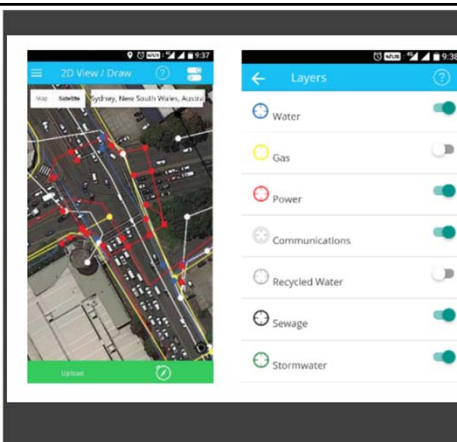 9:37
2D View / Draw
Map Satellite Sydney, New South Wales, Austra
Upload
9:38
Layers
Water
Gas
Power
Communications
Recycled Water
Sewage
Stormwater